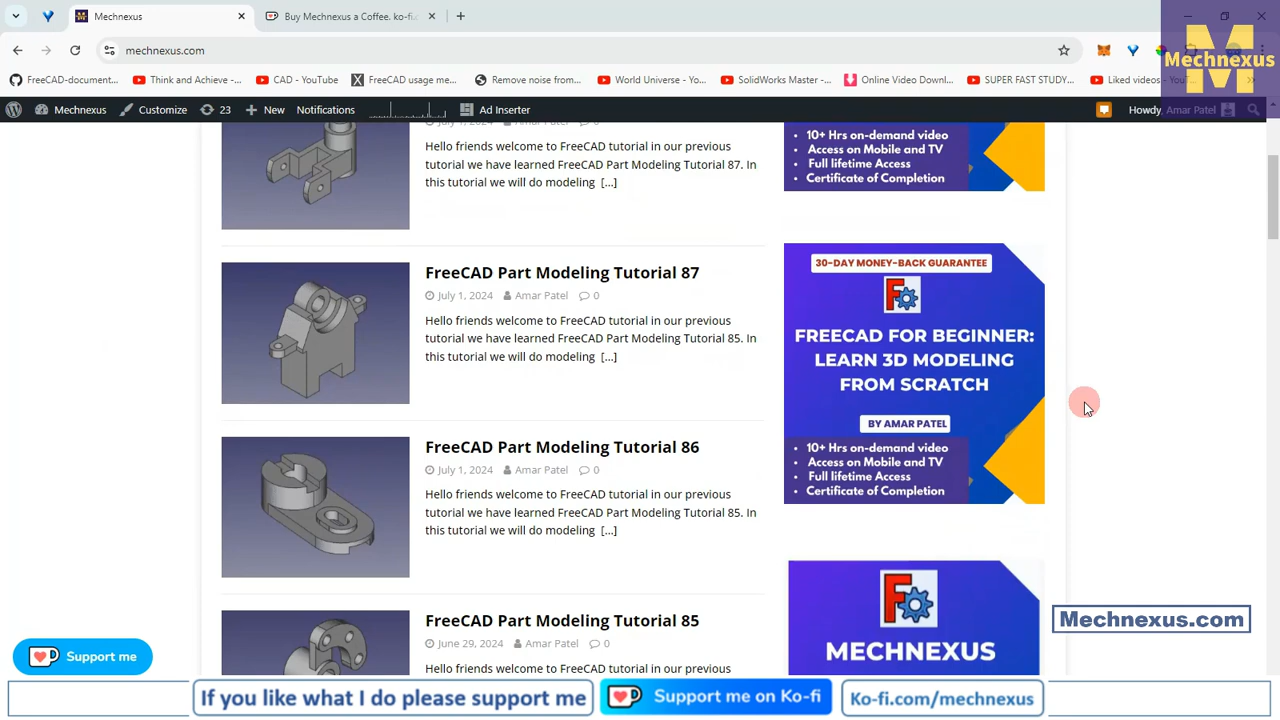 Mechnexus
Buy Mechnexus a Coffee. ko-fi.c
mechnexus.com
FreeCAD-document...
Think and Achieve -...
CAD - YouTube
FreeCAD usage me...
Remove noise from...
World Universe - Yo...
SolidWorks Master -...
Online Video Downl...
SUPER FAST STUDY...
Liked videos - YouT...
M
Mechnexus
Mechnexus
Customize
23
New
Notifications
Ad Inserter
Howdy, Amar Patel
July 1, 2024 Amar Patel 0
Hello friends welcome to FreeCAD tutorial in our previous
tutorial we have learned FreeCAD Part Modeling Tutorial 87. In
this tutorial we will do modeling [...]
FreeCAD Part Modeling Tutorial 87
July 1, 2024 Amar Patel 0
Hello friends welcome to FreeCAD tutorial in our previous
tutorial we have learned FreeCAD Part Modeling Tutorial 85. In
this tutorial we will do modeling [...]
FreeCAD Part Modeling Tutorial 86
July 1, 2024 Amar Patel 0
Hello friends welcome to FreeCAD tutorial in our previous
tutorial we have learned FreeCAD Part Modeling Tutorial 85. In
this tutorial we will do modeling [...]
FreeCAD Part Modeling Tutorial 85
June 29, 2024 Amar Patel 0
Hello friends welcome to FreeCAD tutorial in our previous
• 10+ Hrs on-demand video
• Access on Mobile and TV
• Full lifetime Access
• Certificate of Completion
30-DAY MONEY-BACK GUARANTEE
FREECAD FOR BEGINNER:
LEARN 3D MODELING
FROM SCRATCH
BY AMAR PATEL
• 10+ Hrs on-demand video
• Access on Mobile and TV
• Full lifetime Access
• Certificate of Completion
MECHNEXUS
Mechnexus.com
Support me
If you like what I do please support me
Support me on Ko-fi
Ko-fi.com/mechnexus